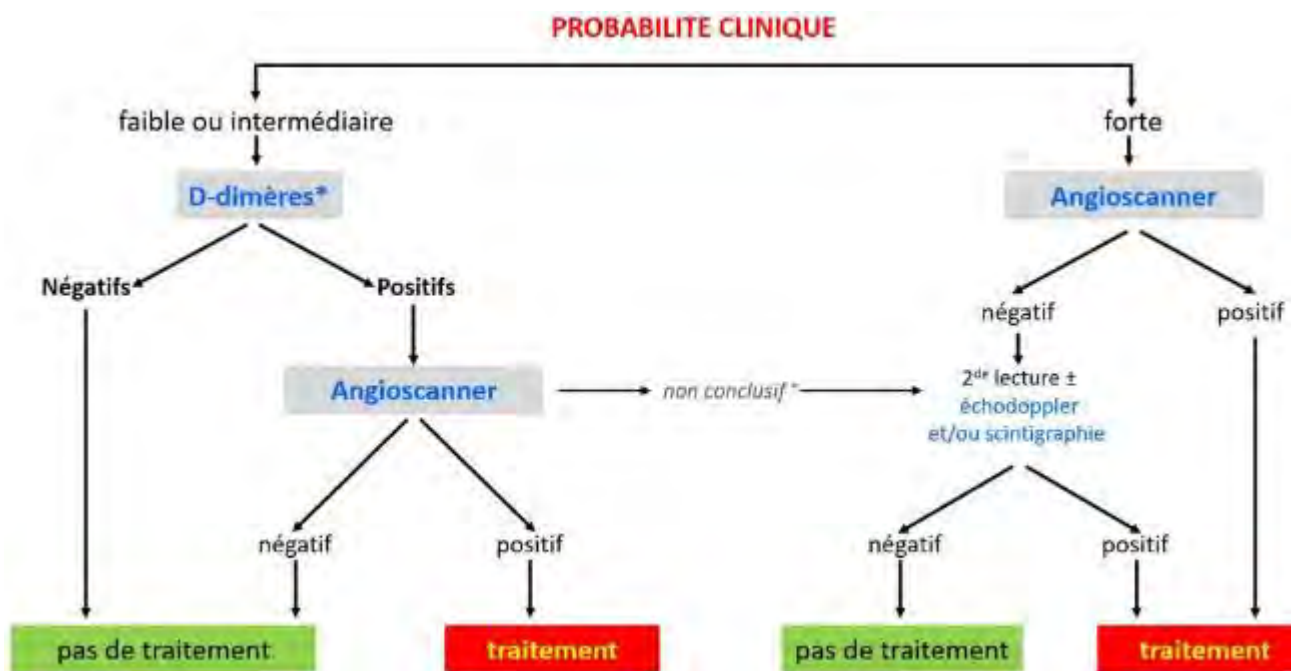 PROBABILITE CLINIQUE
faible ou intermédiaire
forte
D-dimères*
Angioscanner
Négatifs
Positifs
négatif
positif
Angioscanner
non conclusif *
2de lecture ±
échodoppler
et/ou scintigraphie
négatif
positif
négatif
positif
pas de traitement
traitement
pas de traitement
traitement